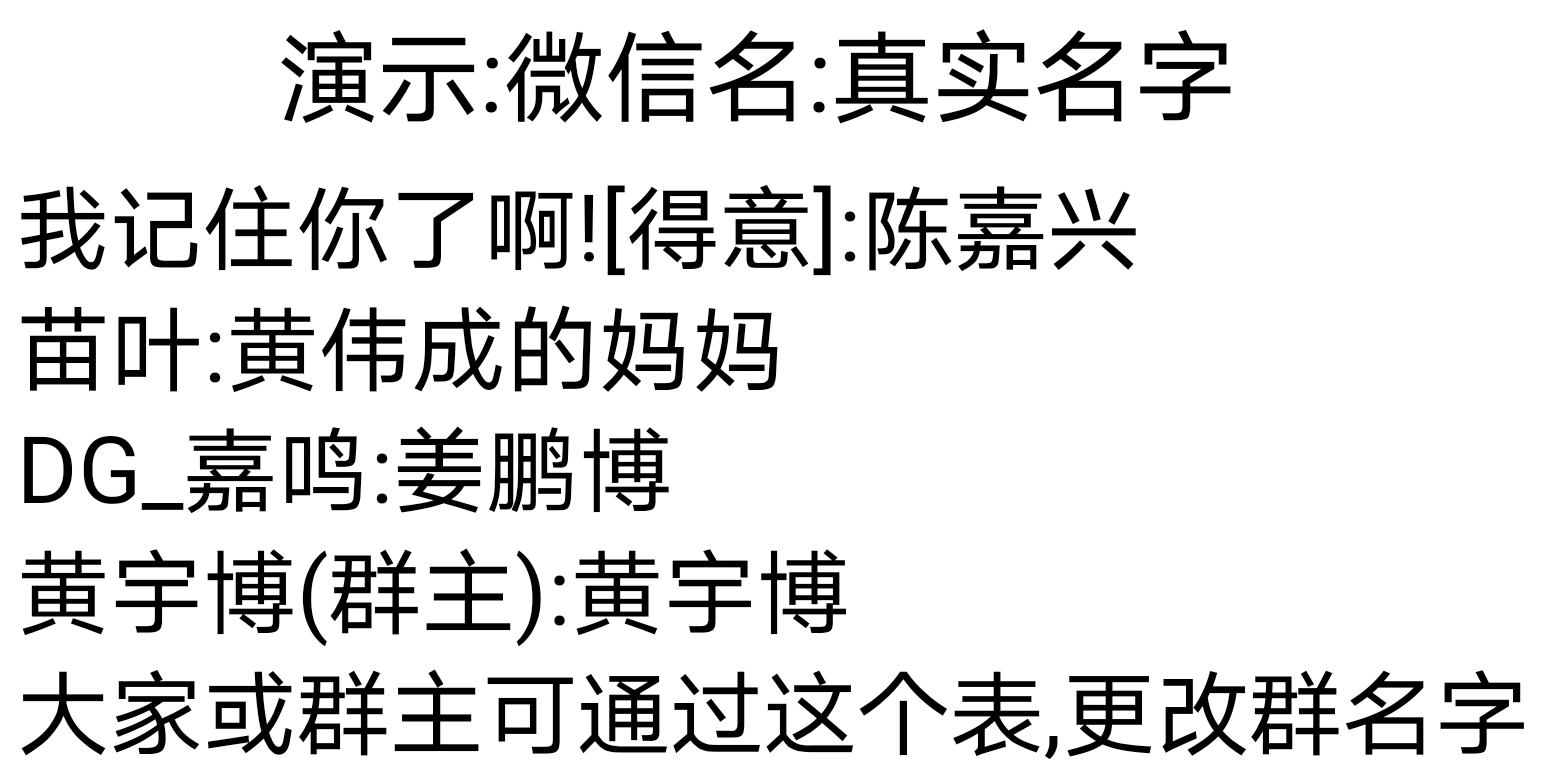 演示:微信名:真实名字
我记住你了啊![得意]:陈嘉兴
苗叶:黄伟成的妈妈
DG_嘉鸣:姜鹏博
黄宇博(群主):黄宇博
大家或群主可通过这个表,更改群名字